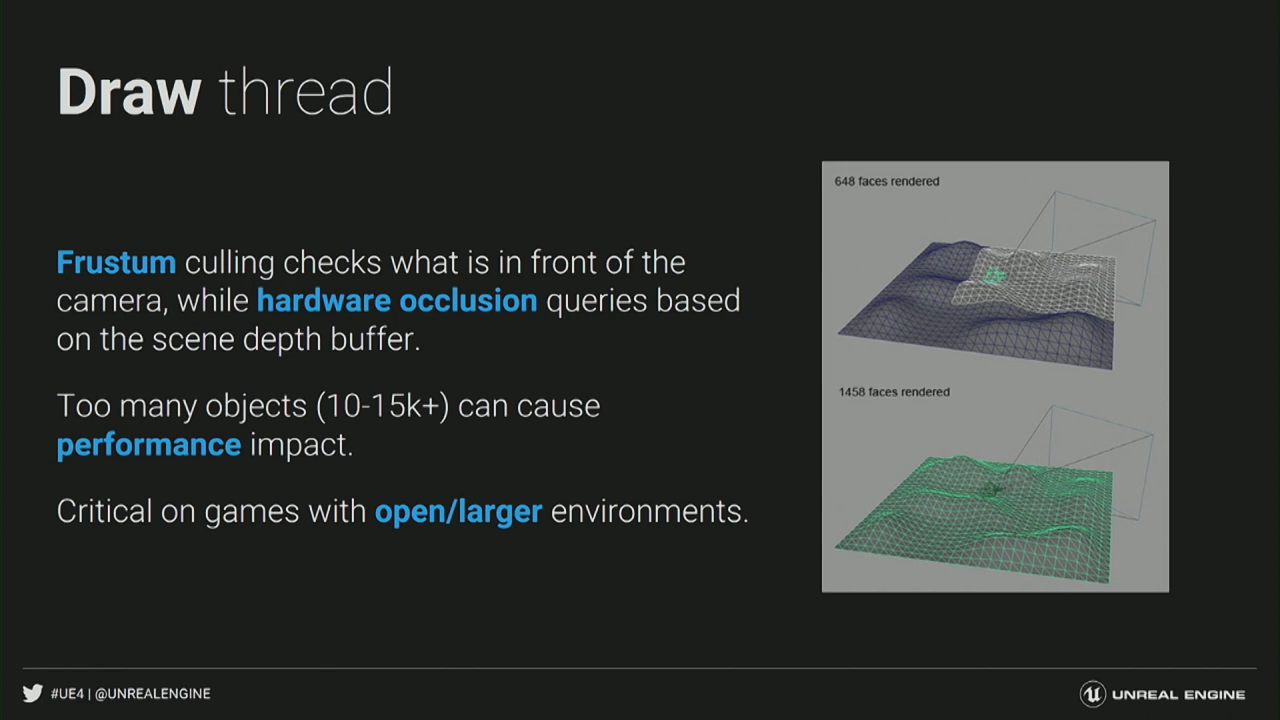 Draw thread
Frustum culling checks what is in front of the
camera, while hardware occlusion queries based
on the scene depth buffer.
Too many objects (10-15k+) can cause
performance impact.
Critical on games with open/larger environments.
648 faces rendered
1458 faces rendered
#UE4 | @UNREALENGINE
UNREAL ENGINE